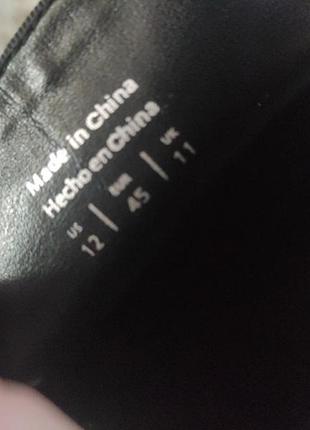 Made in China
Hecho en China
US | EUR | UK
12 | 45 | 11